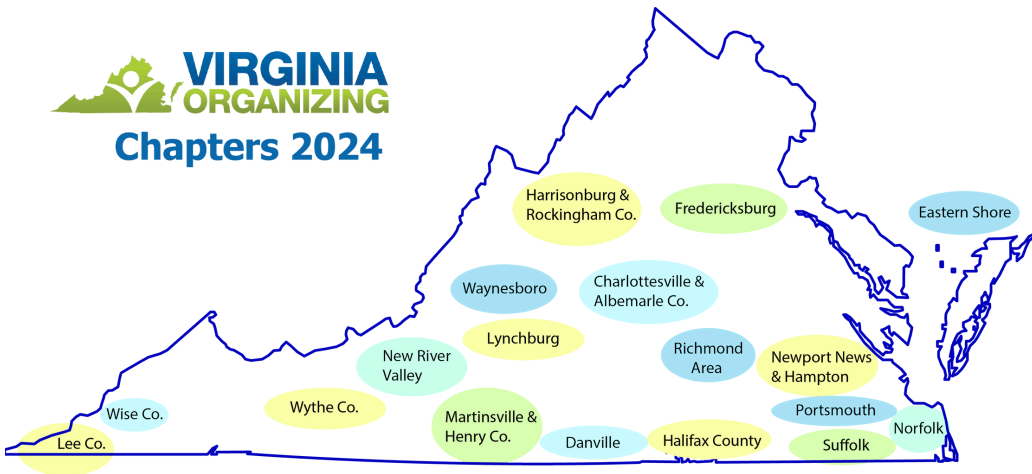 VIRGINIA
ORGANIZING
Chapters 2024
Harrisonburg &
Rockingham Co.
Fredericksburg
Eastern Shore
Waynesboro
Charlottesville &
Albemarle Co.
Lynchburg
New River
Valley
Richmond
Area
Newport News
& Hampton
Wise Co.
Wythe Co.
Martinsville &
Henry Co.
Portsmouth
Norfolk
Lee Co.
Danville
Halifax County
Suffolk